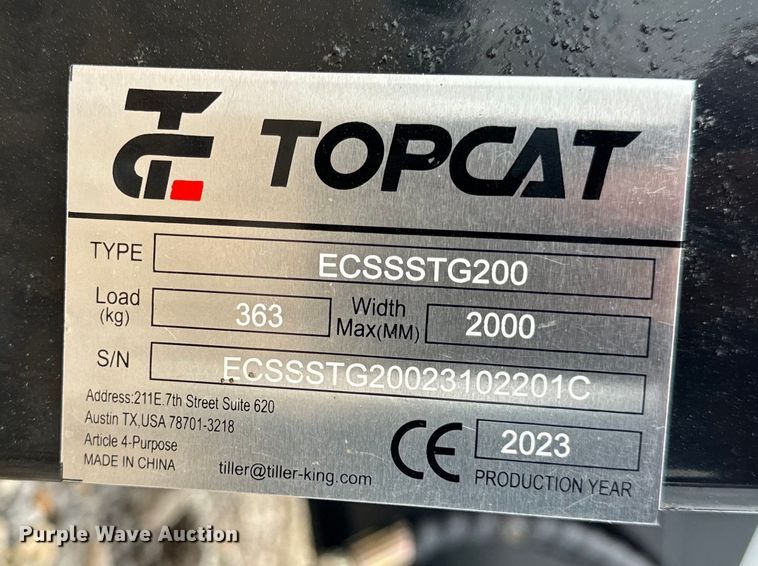 TOPCAT
TYPE ECSSSTG200
Load (kg) 363 Width Max(MM) 2000
S/N ECSSSTG20023102201C
Address:211E.7th Street Suite 620
Austin TX,USA 78701-3218
Article 4-Purpose
MADE IN CHINA
tiller@tiller-king.com
CE
2023
PRODUCTION YEAR
Purple Wave Auction